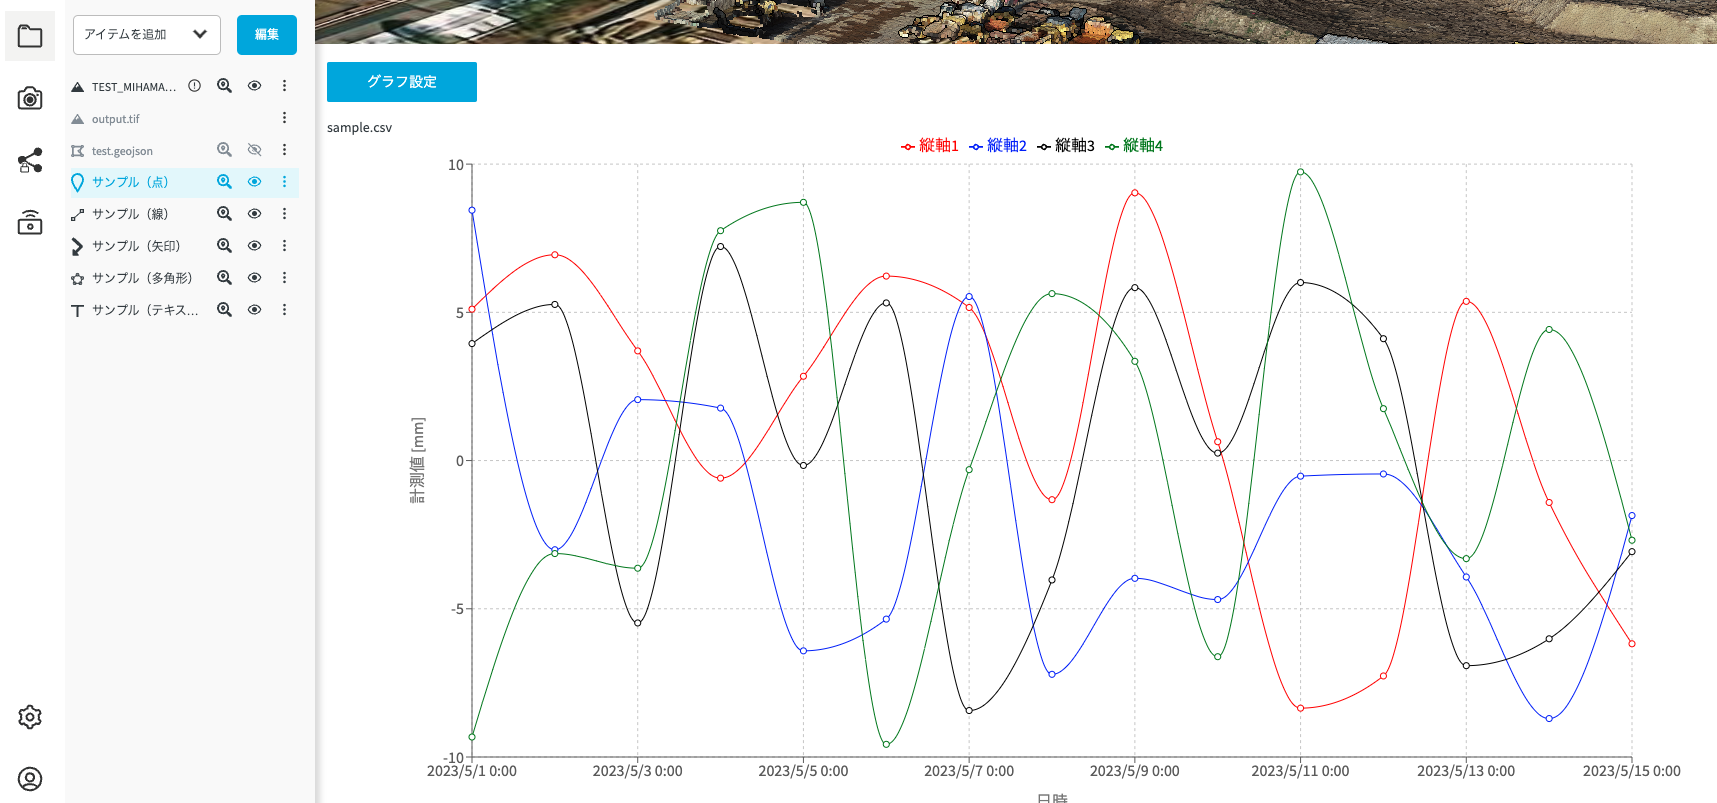 アイテムを追加
編集
TEST_MIHAMA...
output.tif
test.geojson
サンプル（点）
サンプル（線）
サンプル（矢印）
サンプル（多角形）
サンプル（テキス...
グラフ設定
sample.csv
縦軸1 縦軸2 縦軸3 縦軸4
10
5
0
-5
-10
計測値 [mm]
2023/5/1 0:00 2023/5/3 0:00 2023/5/5 0:00 2023/5/7 0:00 2023/5/9 0:00 2023/5/11 0:00 2023/5/13 0:00 2023/5/15 0:00
日時